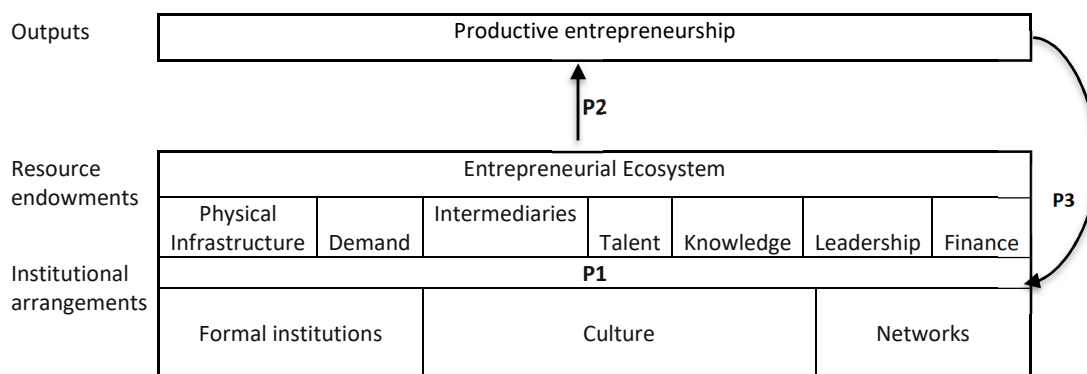 Outputs
Productive entrepreneurship
P2
Resource
endowments
Entrepreneurial Ecosystem
Physical
Infrastructure
Demand
Intermediaries
Talent
Knowledge
Leadership
Finance
P3
Institutional
arrangements
P1
Formal institutions
Culture
Networks